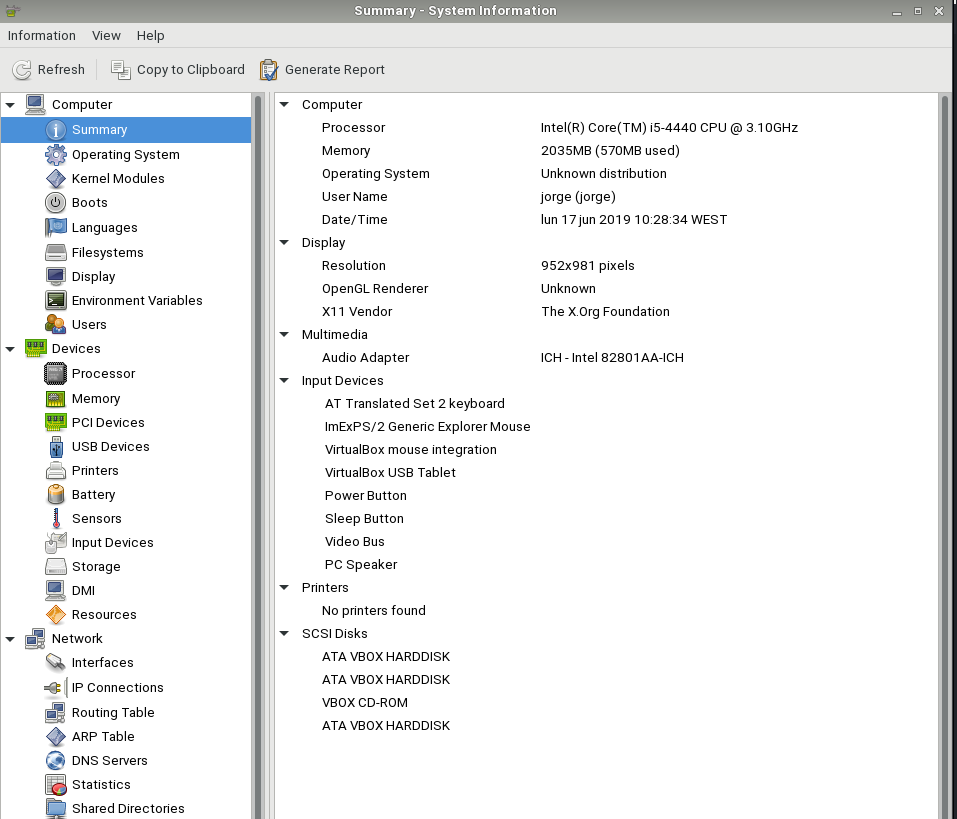 Summary - System Information
Information View Help
Refresh Copy to Clipboard Generate Report
Computer
Summary
Operating System
Kernel Modules
Boots
Languages
Filesystems
Display
Environment Variables
Users
Devices
Processor
Memory
PCI Devices
USB Devices
Printers
Battery
Sensors
Input Devices
Storage
DMI
Resources
Network
Interfaces
IP Connections
Routing Table
ARP Table
DNS Servers
Statistics
Shared Directories
Computer
Processor Intel(R) Core(TM) i5-4440 CPU @ 3.10GHz
Memory 2035MB (570MB used)
Operating System Unknown distribution
User Name jorge (jorge)
Date/Time lun 17 jun 2019 10:28:34 WEST
Display
Resolution 952x981 pixels
OpenGL Renderer Unknown
X11 Vendor The X.Org Foundation
Multimedia
Audio Adapter ICH - Intel 82801AA-ICH
Input Devices
AT Translated Set 2 keyboard
ImExPS/2 Generic Explorer Mouse
VirtualBox mouse integration
VirtualBox USB Tablet
Power Button
Sleep Button
Video Bus
PC Speaker
Printers
No printers found
SCSI Disks
ATA VBOX HARDDISK
ATA VBOX HARDDISK
VBOX CD-ROM
ATA VBOX HARDDISK